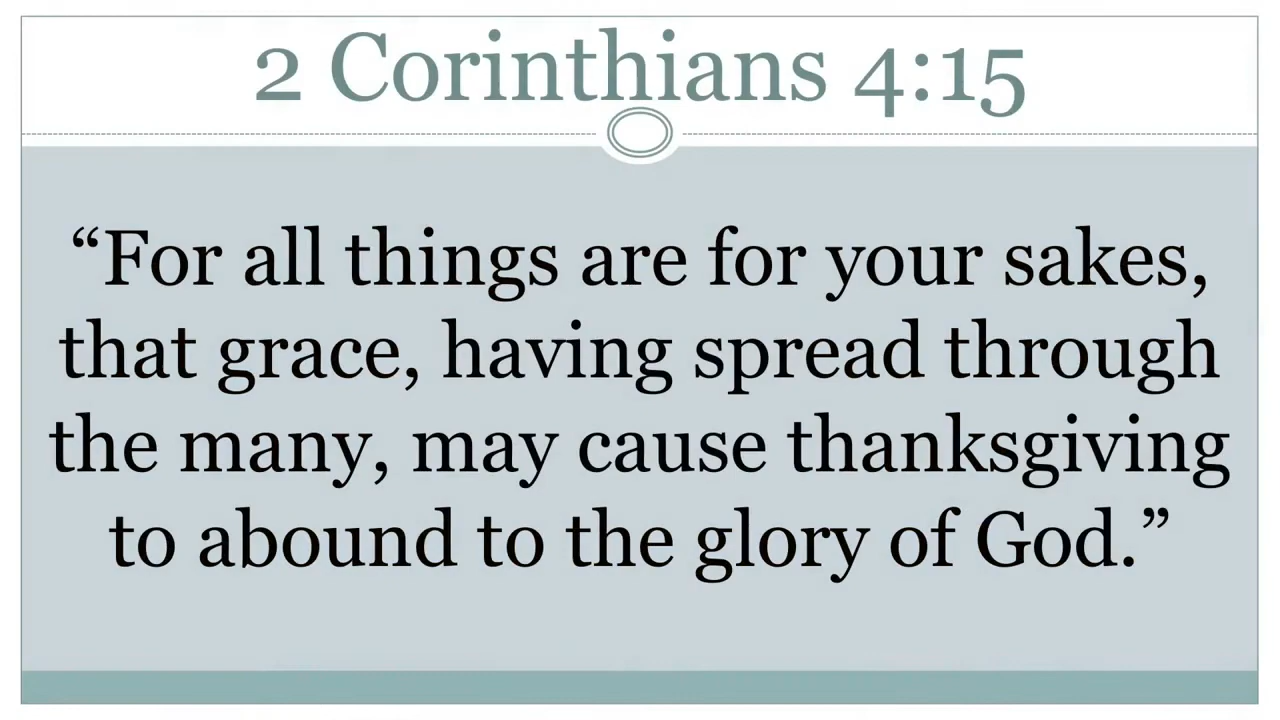 2 Corinthians 4:15
“For all things are for your sakes,
that grace, having spread through
the many, may cause thanksgiving
to abound to the glory of God.”